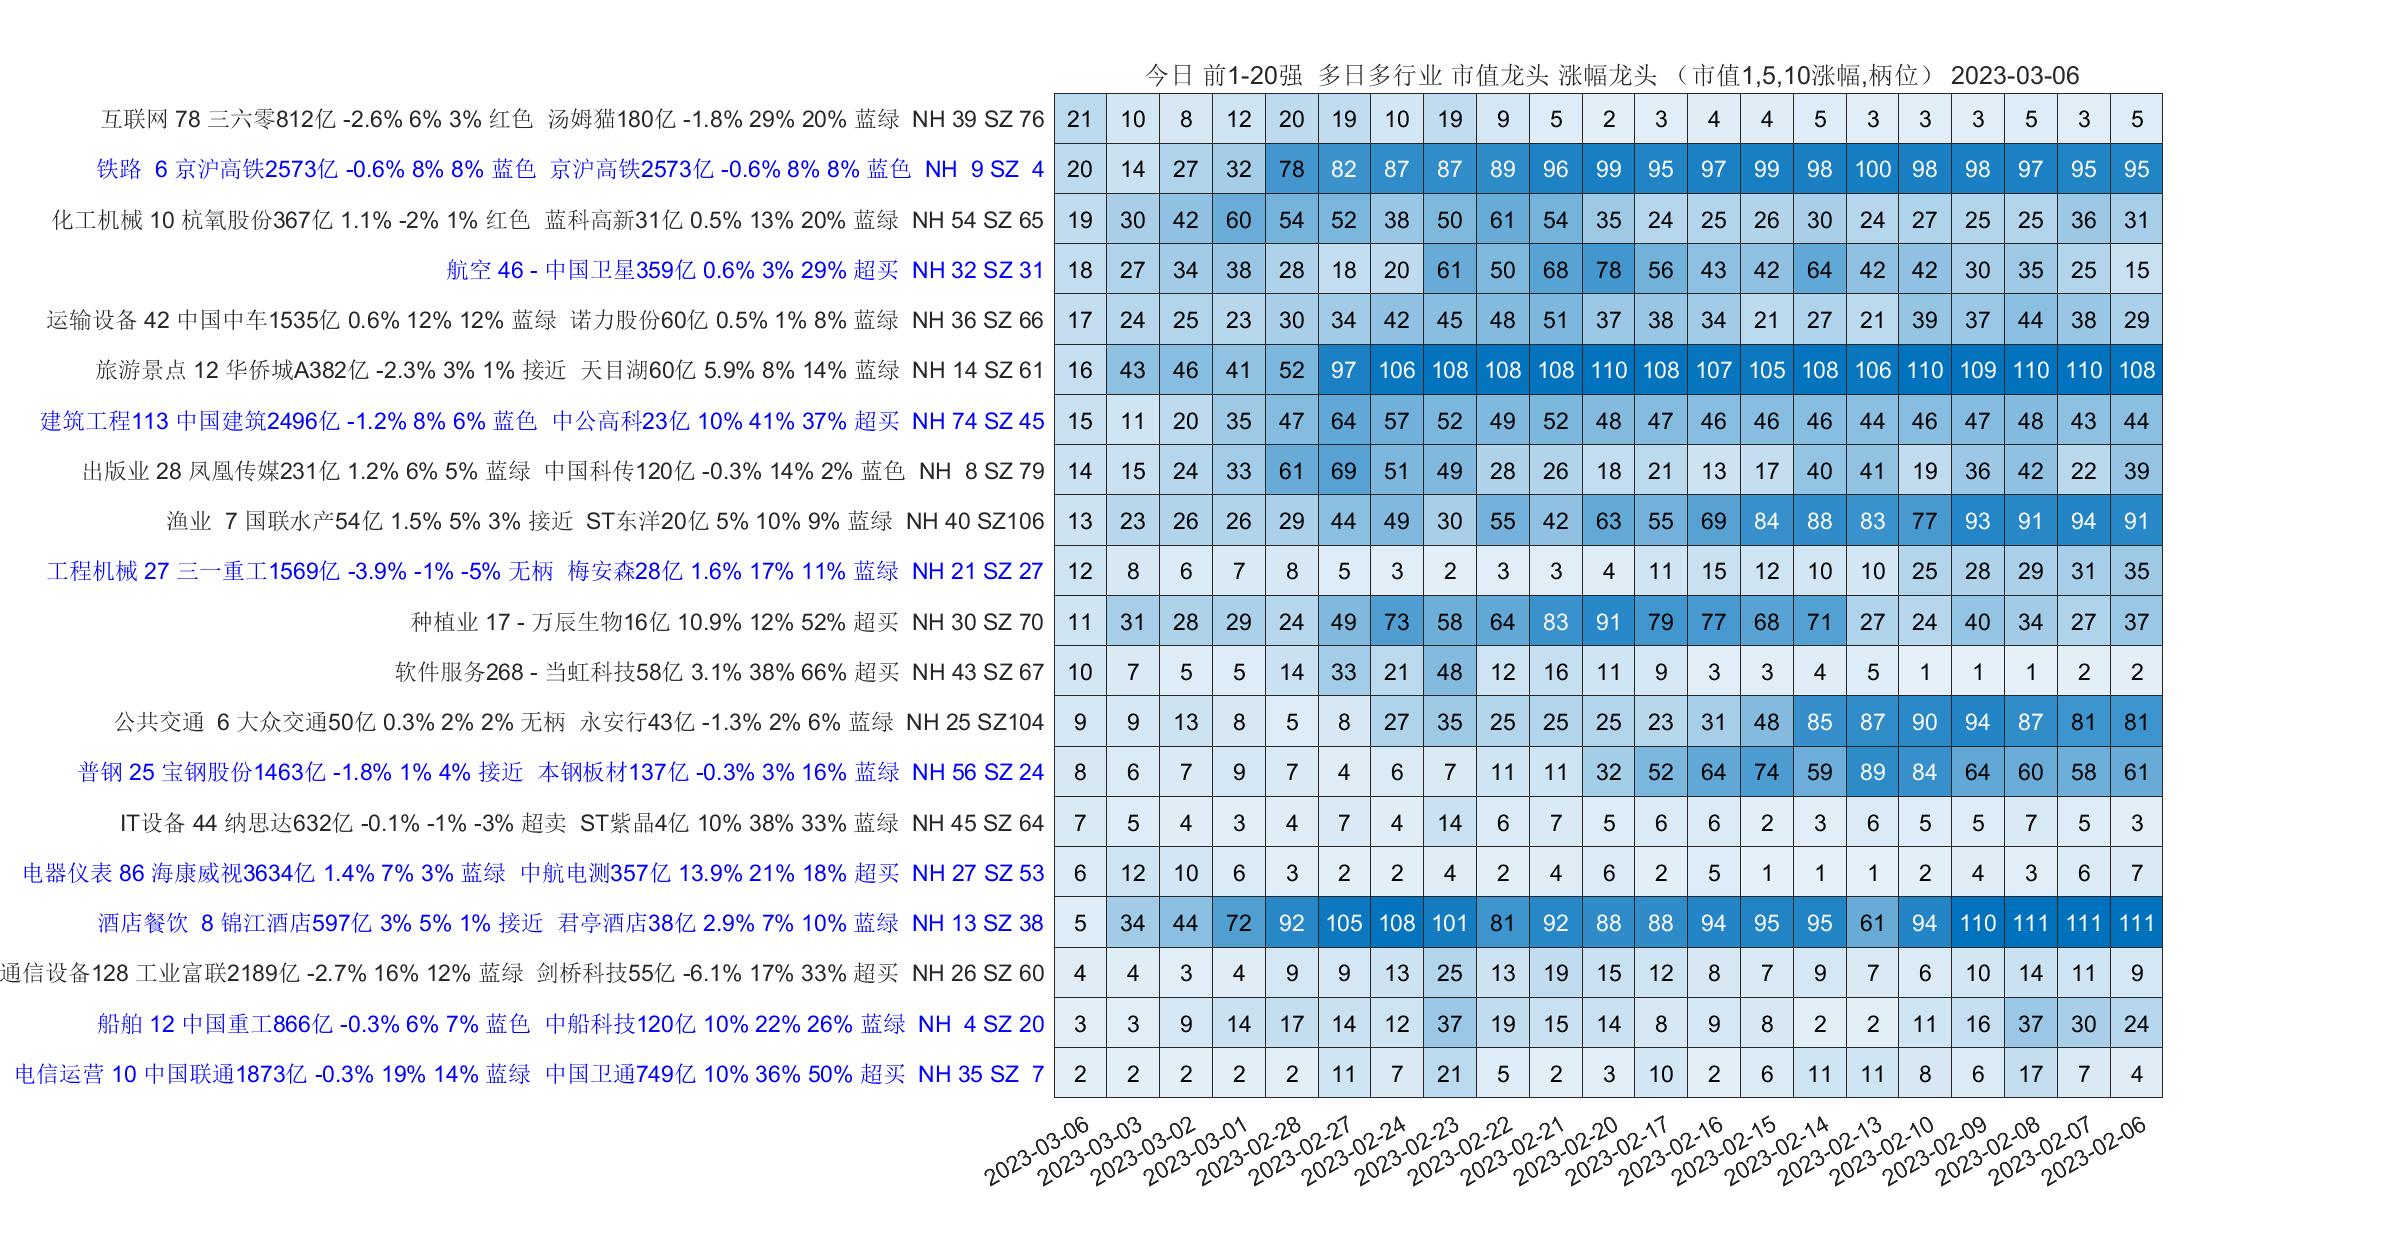 今日 前1-20强 多日多行业 市值龙头 涨幅龙头 （市值1,5,10涨幅,柄位） 2023-03-06
互联网 78 三六零812亿 -2.6% 6% 3% 红色 汤姆猫180亿 -1.8% 29% 20% 蓝绿 NH 39 SZ 76 21 10 8 12 20 19 10 19 9 5 2 3 4 4 5 3 3 3 5 3 5
铁路 6 京沪高铁2573亿 -0.6% 8% 8% 蓝色 京沪高铁2573亿 -0.6% 8% 8% 蓝色 NH 9 SZ 4 20 14 27 32 78 82 87 87 89 96 99 95 97 99 98 100 98 98 97 95 95
化工机械 10 杭氧股份367亿 1.1% -2% 1% 红色 蓝科高新31亿 0.5% 13% 20% 蓝绿 NH 54 SZ 65 19 30 42 60 54 52 38 50 61 54 35 24 25 26 30 24 27 25 25 36 31
航空 46 - 中国卫星359亿 0.6% 3% 29% 超买 NH 32 SZ 31 18 27 34 38 28 18 20 61 50 68 78 56 43 42 64 42 42 30 35 25 15
运输设备 42 中国中车1535亿 0.6% 12% 12% 蓝绿 诺力股份60亿 0.5% 1% 8% 蓝绿 NH 36 SZ 66 17 24 25 23 30 34 42 45 48 51 37 38 34 21 27 21 39 37 44 38 29
旅游景点 12 华侨城A382亿 -2.3% 3% 1% 接近 天目湖60亿 5.9% 8% 14% 蓝绿 NH 14 SZ 61 16 43 46 41 52 97 106 108 108 108 110 108 107 105 108 106 110 109 110 110 108
建筑工程113 中国建筑2496亿 -1.2% 8% 6% 蓝色 中公高科23亿 10% 41% 37% 超买 NH 74 SZ 45 15 11 20 35 47 64 57 52 49 52 48 47 46 46 46 44 46 47 48 43 44
出版业 28 凤凰传媒231亿 1.2% 6% 5% 蓝绿 中国科传120亿 -0.3% 14% 2% 蓝色 NH 8 SZ 79 14 15 24 33 61 69 51 49 28 26 18 21 13 17 40 41 19 36 42 22 39
渔业 7 国联水产54亿 1.5% 5% 3% 接近 ST东洋20亿 5% 10% 9% 蓝绿 NH 40 SZ106 13 23 26 26 29 44 49 30 55 42 63 55 69 84 88 83 77 93 91 94 91
工程机械 27 三一重工1569亿 -3.9% -1% -5% 无柄 梅安森28亿 1.6% 17% 11% 蓝绿 NH 21 SZ 27 12 8 6 7 8 5 3 2 3 3 4 11 15 12 10 10 25 28 29 31 35
种植业 17 - 万辰生物16亿 10.9% 12% 52% 超买 NH 30 SZ 70 11 31 28 29 24 49 73 58 64 83 91 79 77 68 71 27 24 40 34 27 37
软件服务268 - 当虹科技58亿 3.1% 38% 66% 超买 NH 43 SZ 67 10 7 5 5 14 33 21 48 12 16 11 9 3 3 4 5 1 1 1 2 2
公共交通 6 大众交通50亿 0.3% 2% 2% 无柄 永安行43亿 -1.3% 2% 6% 蓝绿 NH 25 SZ104 9 9 13 8 5 8 27 35 25 25 25 23 31 48 85 87 90 94 87 81 81
普钢 25 宝钢股份1463亿 -1.8% 1% 4% 接近 本钢板材137亿 -0.3% 3% 16% 蓝绿 NH 56 SZ 24 8 6 7 9 7 4 6 7 11 11 32 52 64 74 59 89 84 64 60 58 61
IT设备 44 纳思达632亿 -0.1% -1% -3% 超卖 ST紫晶4亿 10% 38% 33% 蓝绿 NH 45 SZ 64 7 5 4 3 4 7 4 14 6 7 5 6 6 2 3 6 5 5 7 5 3
电器仪表 86 海康威视3634亿 1.4% 7% 3% 蓝绿 中航电测357亿 13.9% 21% 18% 超买 NH 27 SZ 53 6 12 10 6 3 2 2 4 2 4 6 2 5 1 1 1 2 4 3 6 7
酒店餐饮 8 锦江酒店597亿 3% 5% 1% 接近 君亭酒店38亿 2.9% 7% 10% 蓝绿 NH 13 SZ 38 5 34 44 72 92 105 108 101 81 92 88 88 94 95 95 61 94 110 111 111 111
通信设备128 工业富联2189亿 -2.7% 16% 12% 蓝绿 剑桥科技55亿 -6.1% 17% 33% 超买 NH 26 SZ 60 4 4 3 4 9 9 13 25 13 19 15 12 8 7 9 7 6 10 14 11 9
船舶 12 中国重工866亿 -0.3% 6% 7% 蓝色 中船科技120亿 10% 22% 26% 蓝绿 NH 4 SZ 20 3 3 9 14 17 14 12 37 19 15 14 8 9 8 2 2 11 16 37 30 24
电信运营 10 中国联通1873亿 -0.3% 19% 14% 蓝绿 中国卫通749亿 10% 36% 50% 超买 NH 35 SZ 7 2 2 2 2 2 11 7 21 5 2 3 10 2 6 11 11 8 6 17 7 4
2023-03-06 2023-03-03 2023-03-02 2023-03-01 2023-02-28 2023-02-27 2023-02-24 2023-02-23 2023-02-22 2023-02-21 2023-02-20 2023-02-17 2023-02-16 2023-02-15 2023-02-14 2023-02-13 2023-02-10 2023-02-09 2023-02-08 2023-02-07 2023-02-06